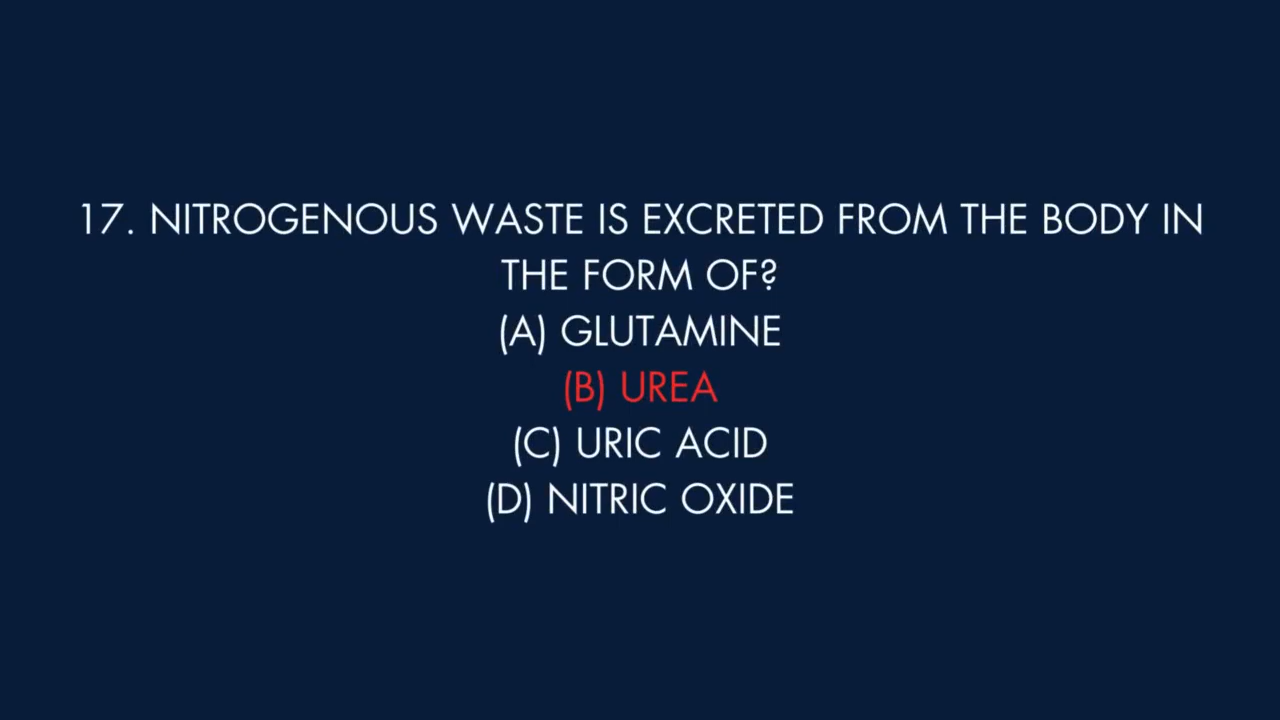 17. NITROGENOUS WASTE IS EXCRETED FROM THE BODY IN
THE FORM OF?
(A) GLUTAMINE
(B) UREA
(C) URIC ACID
(D) NITRIC OXIDE